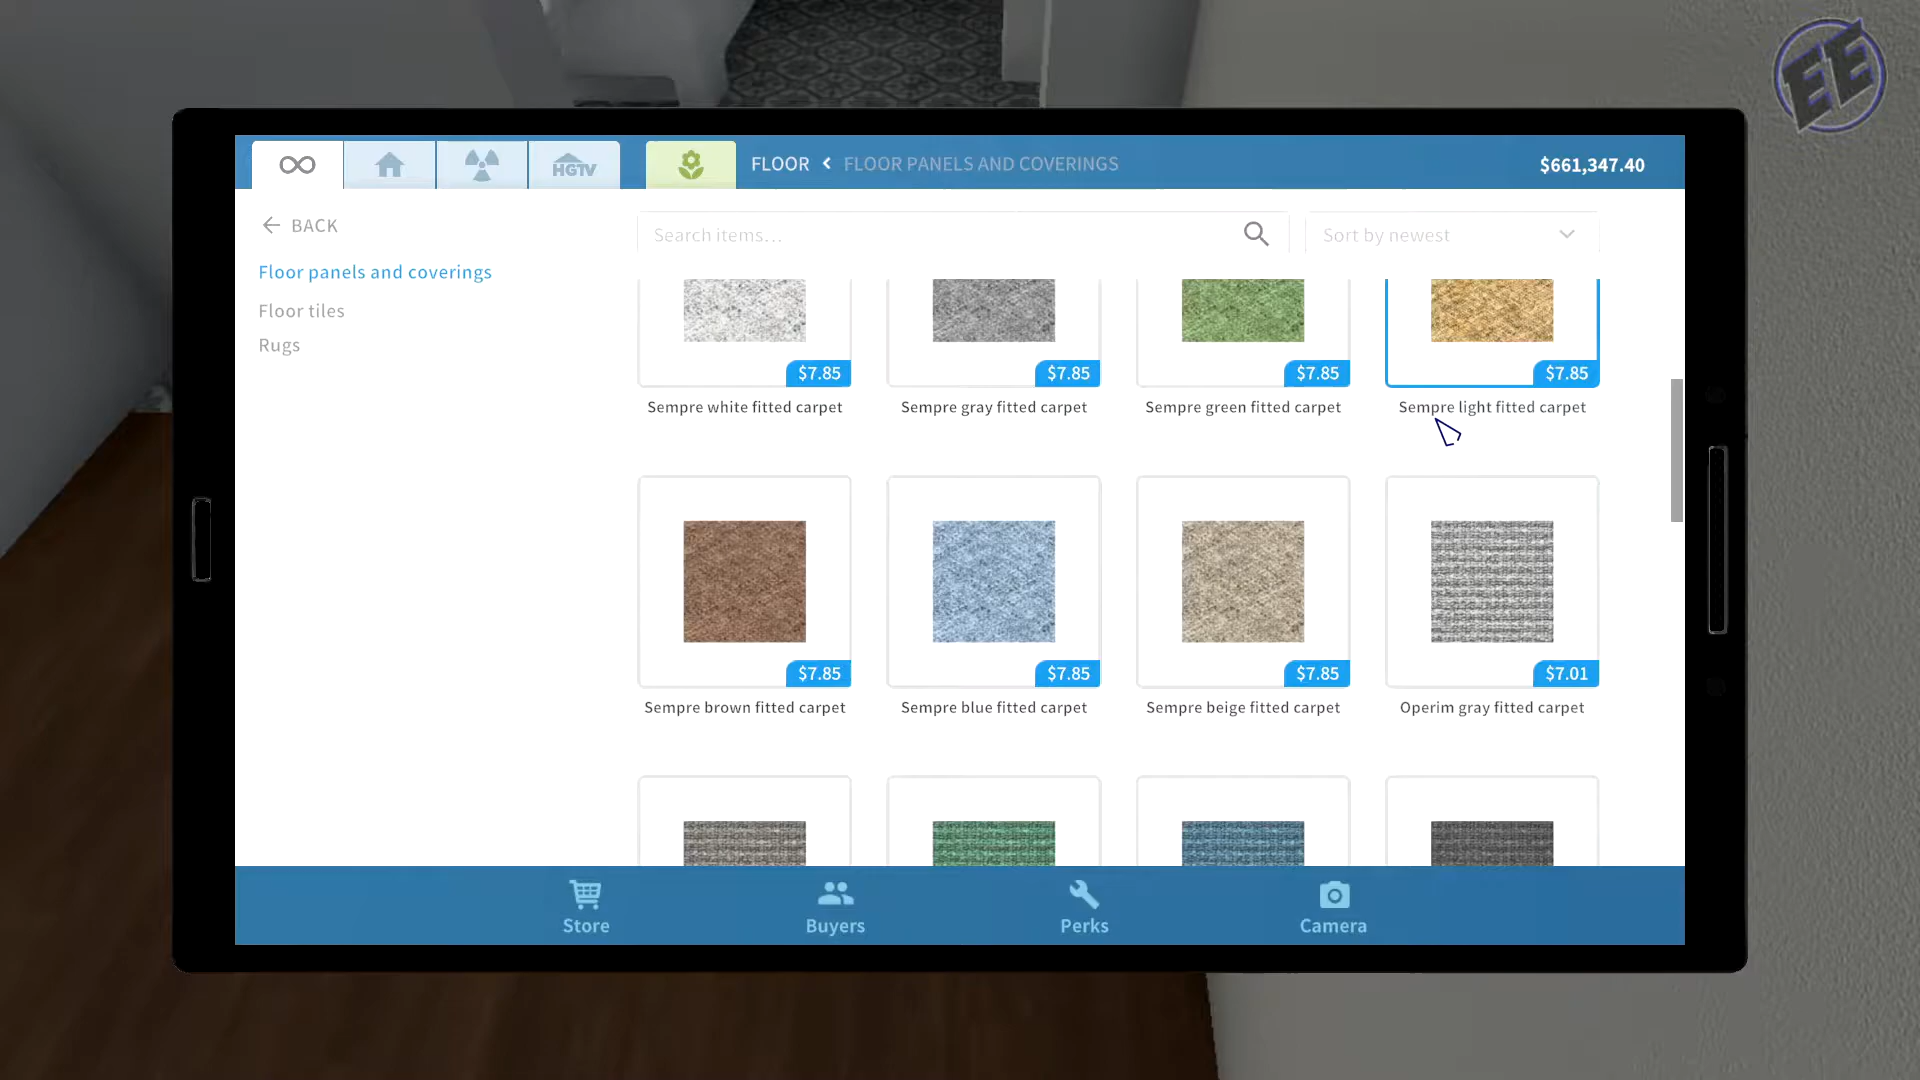 EE
HGTV
FLOOR
FLOOR PANELS AND COVERINGS
$661,347.40
BACK
Floor panels and coverings
Floor tiles
Rugs
Search items...
Sort by newest
$7.85
$7.85
$7.85
$7.85
Sempre white fitted carpet
Sempre gray fitted carpet
Sempre green fitted carpet
Sempre light fitted carpet
$7.85
$7.85
$7.85
$7.01
Sempre brown fitted carpet
Sempre blue fitted carpet
Sempre beige fitted carpet
Operim gray fitted carpet
Store
Buyers
Perks
Camera